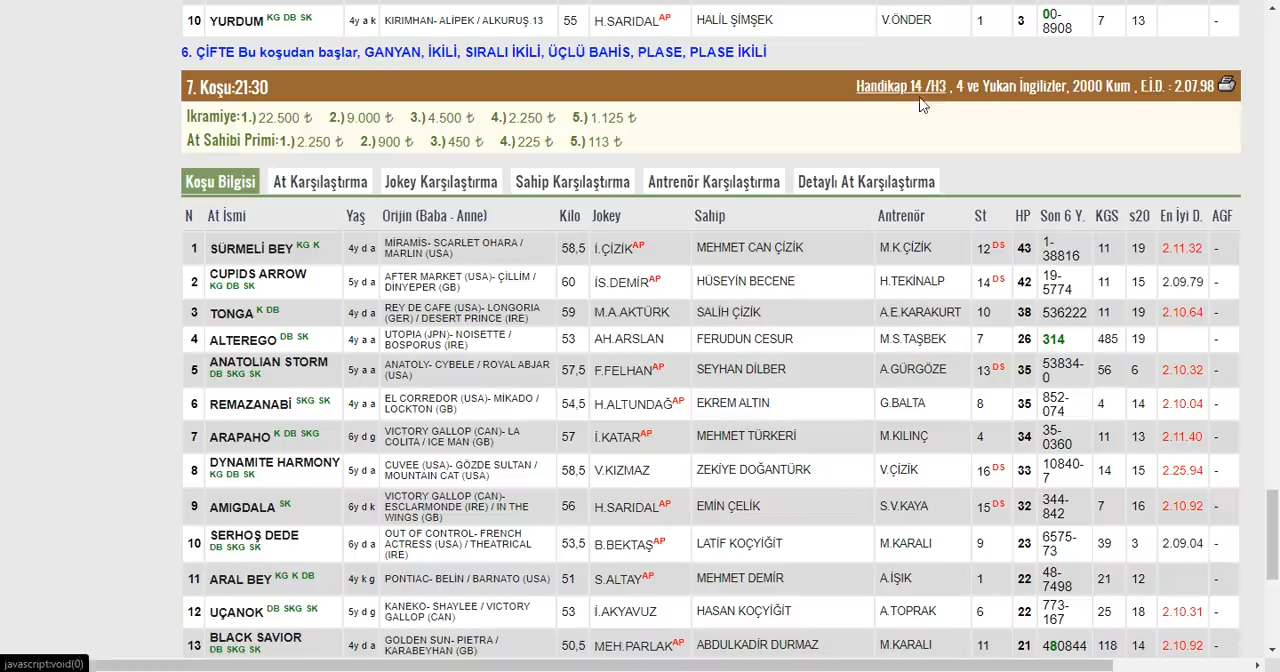 10 YURDUM KG DB SK 4y a k KIRIMHAN- ALİPEK / ALKURUŞ.13 55 H.SARIDAL AP HALİL ŞİMŞEK V.ÖNDER 1 3 00-8908 7 13 -
6. ÇİFTE Bu koşudan başlar, GANYAN, İKİLİ, SIRALI İKİLİ, ÜÇLÜ BAHİS, PLASE, PLASE İKİLİ
7. Koşu:21:30 Handikap 14 /H3 , 4 ve Yukarı İngilizler, 2000 Kum , E.İ.D. : 2.07.98
İkramiye: 1.) 22.500 ₺ 2.) 9.000 ₺ 3.) 4.500 ₺ 4.) 2.250 ₺ 5.) 1.125 ₺
At Sahibi Primi: 1.) 2.250 ₺ 2.) 900 ₺ 3.) 450 ₺ 4.) 225 ₺ 5.) 113 ₺
Koşu Bilgisi At Karşılaştırma Jokey Karşılaştırma Sahip Karşılaştırma Antrenör Karşılaştırma Detaylı At Karşılaştırma
N At İsmi Yaş Orijin (Baba - Anne) Kilo Jokey Sahip Antrenör St HP Son 6 Y. KGS s20 En İyi D. AGF
1 SÜRMELİ BEY KG K 4y d a MİRAMİS- SCARLET OHARA / MARLIN (USA) 58,5 İ.ÇİZİK AP MEHMET CAN ÇİZİK M.K.ÇİZİK 12 DS 43 1-38816 11 19 2.11.32 -
2 CUPIDS ARROW KG DB SK 5y d a AFTER MARKET (USA)- ÇİLLİM / DİNYEPER (GB) 60 İS.DEMİR AP HÜSEYİN BECENE H.TEKİNALP 14 DS 42 19-5774 11 15 2.09.79 -
3 TONGA K DB 4y d a REY DE CAFE (USA)- LONGORIA (GER) / DESERT PRINCE (IRE) 59 M.A.AKTÜRK SALİH ÇİZİK A.E.KARAKURT 10 38 536222 11 19 2.10.64 -
4 ALTEREGO DB SK 4y a a UTOPIA (JPN)- NOISETTE / BOSPORUS (IRE) 53 AH.ARSLAN FERUDUN CESUR M.S.TAŞBEK 7 26 314 485 19 -
5 ANATOLIAN STORM DB SKG SK 5y a a ANATOLY- CYBELE / ROYAL ABJAR (USA) 57,5 F.FELHAN AP SEYHAN DİLBER A.GÜRGÖZE 13 DS 35 53834-0 56 6 2.10.32 -
6 REMAZANABİ SKG SK 4y a a EL CORREDOR (USA)- MİKADO / LOCKTON (GB) 54,5 H.ALTUNDAĞ AP EKREM ALTIN G.BALTA 8 35 852-074 4 14 2.10.04 -
7 ARAPAHO K DB SKG 6y d g VICTORY GALLOP (CAN)- LA COLITA / ICE MAN (GB) 57 İ.KATAR AP MEHMET TÜRKERİ M.KILINÇ 4 34 35-0360 11 13 2.11.40 -
8 DYNAMITE HARMONY KG DB SK 5y d a CUVEE (USA)- GÖZDE SULTAN / MOUNTAIN CAT (USA) 58,5 V.KIZMAZ ZEKİYE DOĞANTÜRK V.ÇİZİK 16 DS 33 10840-7 14 15 2.25.94 -
9 AMIGDALA SK 6y d k VICTORY GALLOP (CAN)- ESCLARMONDE (IRE) / IN THE WINGS (GB) 56 H.SARIDAL AP EMİN ÇELİK S.V.KAYA 15 DS 32 344-842 7 16 2.10.92 -
10 SERHOŞ DEDE DB SKG SK 6y d a OUT OF CONTROL- FRENCH ACTRESS (USA) / THEATRICAL (IRE) 53,5 B.BEKTAŞ AP LATİF KOÇYİĞİT M.KARALI 9 23 6575-73 39 3 2.09.04 -
11 ARAL BEY KG K DB 4y k g PONTIAC- BELİN / BARNATO (USA) 51 S.ALTAY AP MEHMET DEMİR A.IŞIK 1 22 48-7498 21 12 -
12 UÇANOK DB SKG SK 5y d g KANEKO- SHAYLEE / VICTORY GALLOP (CAN) 53 İ.AKYAVUZ HASAN KOÇYİĞİT A.TOPRAK 6 22 773-167 25 18 2.10.31 -
13 BLACK SAVIOR DB SKG SK 4y d a GOLDEN SUN- PIETRA / KARABEYHAN (GB) 50,5 MEH.PARLAK AP ABDULKADİR DURMAZ M.KARALI 11 21 480844 118 14 2.10.92 -
javascript:void(0)